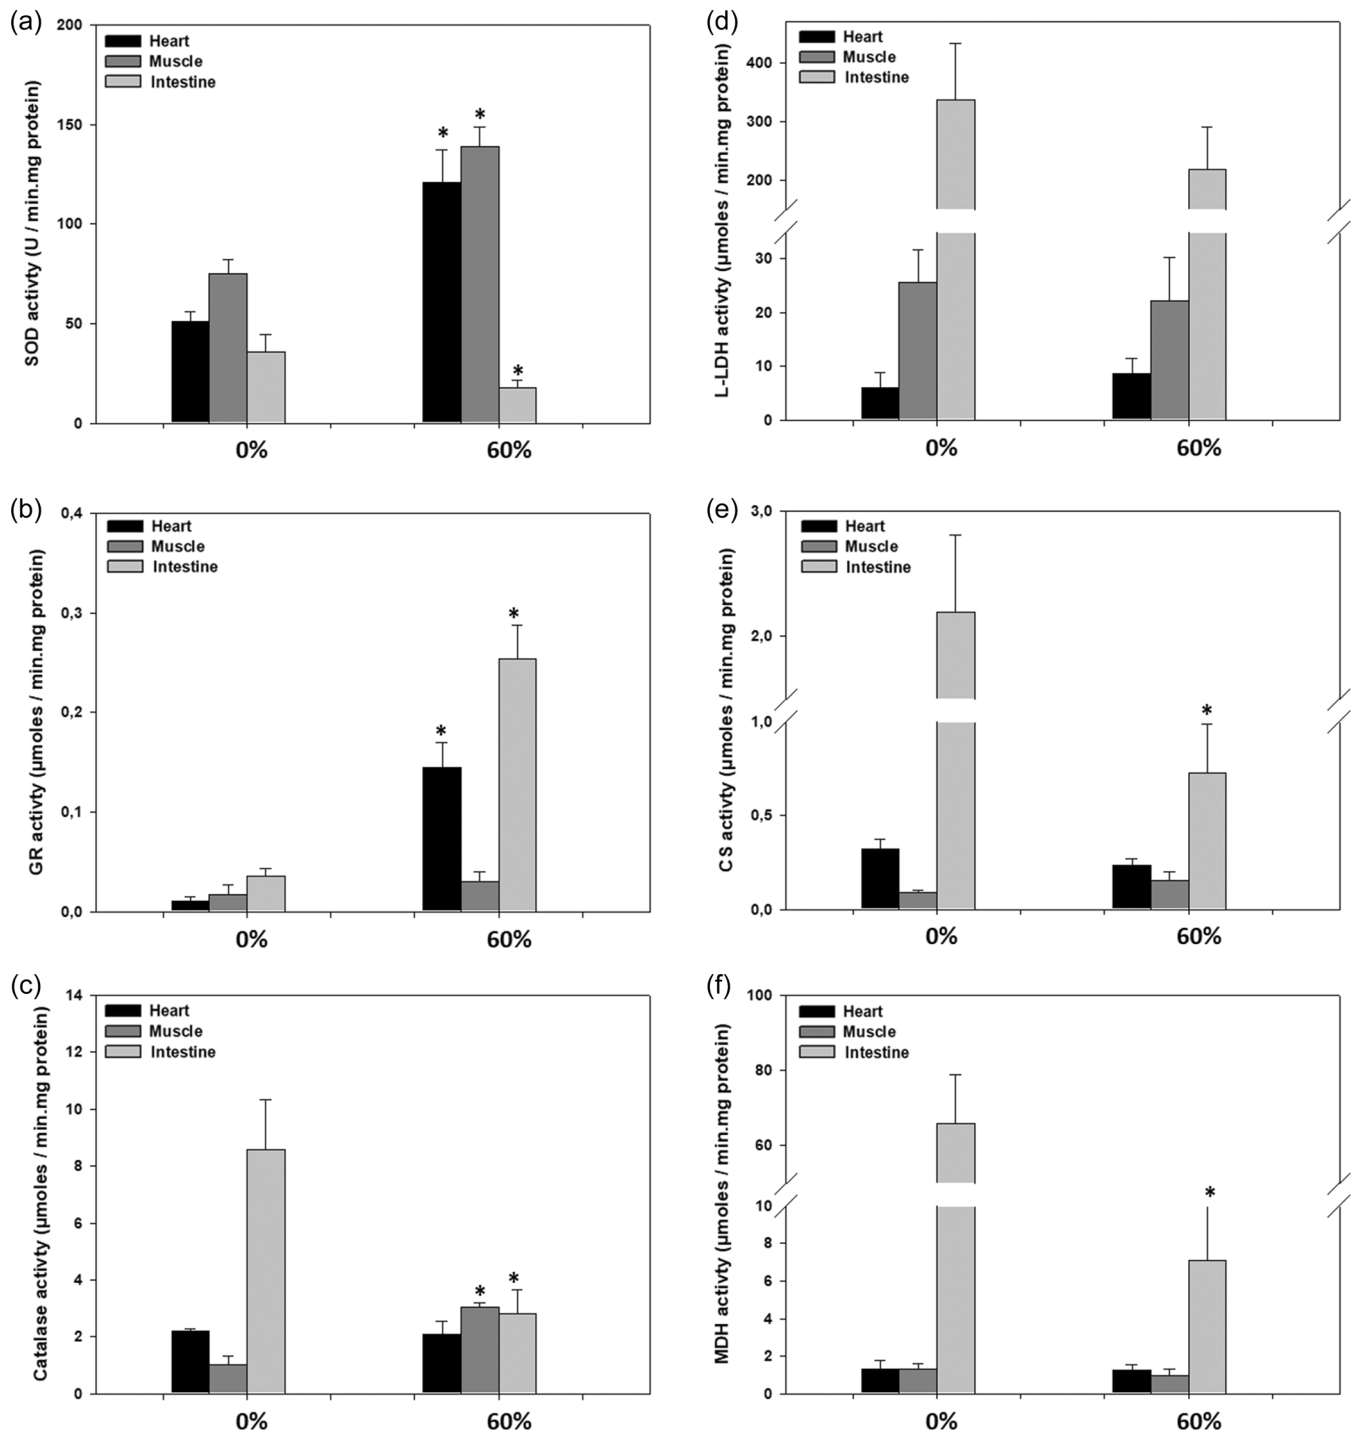 (a)
200
150
100
50
0
SOD activty (U / min.mg protein)
Heart
Muscle
Intestine
*
*
*
0%
60%
(d)
400
300
200
30
20
10
0
L-LDH activty (µmoles / min.mg protein)
Heart
Muscle
Intestine
0%
60%
(b)
0,4
0,3
0,2
0,1
0,0
GR activty (µmoles / min.mg protein)
Heart
Muscle
Intestine
*
*
0%
60%
(e)
3,0
2,0
1,0
0,5
0,0
CS activty (µmoles / min.mg protein)
Heart
Muscle
Intestine
*
0%
60%
(c)
14
12
10
8
6
4
2
0
Catalase activty (µmoles / min.mg protein)
Heart
Muscle
Intestine
*
*
0%
60%
(f)
100
80
60
10
8
6
4
2
0
MDH activty (µmoles / min.mg protein)
Heart
Muscle
Intestine
*
0%
60%